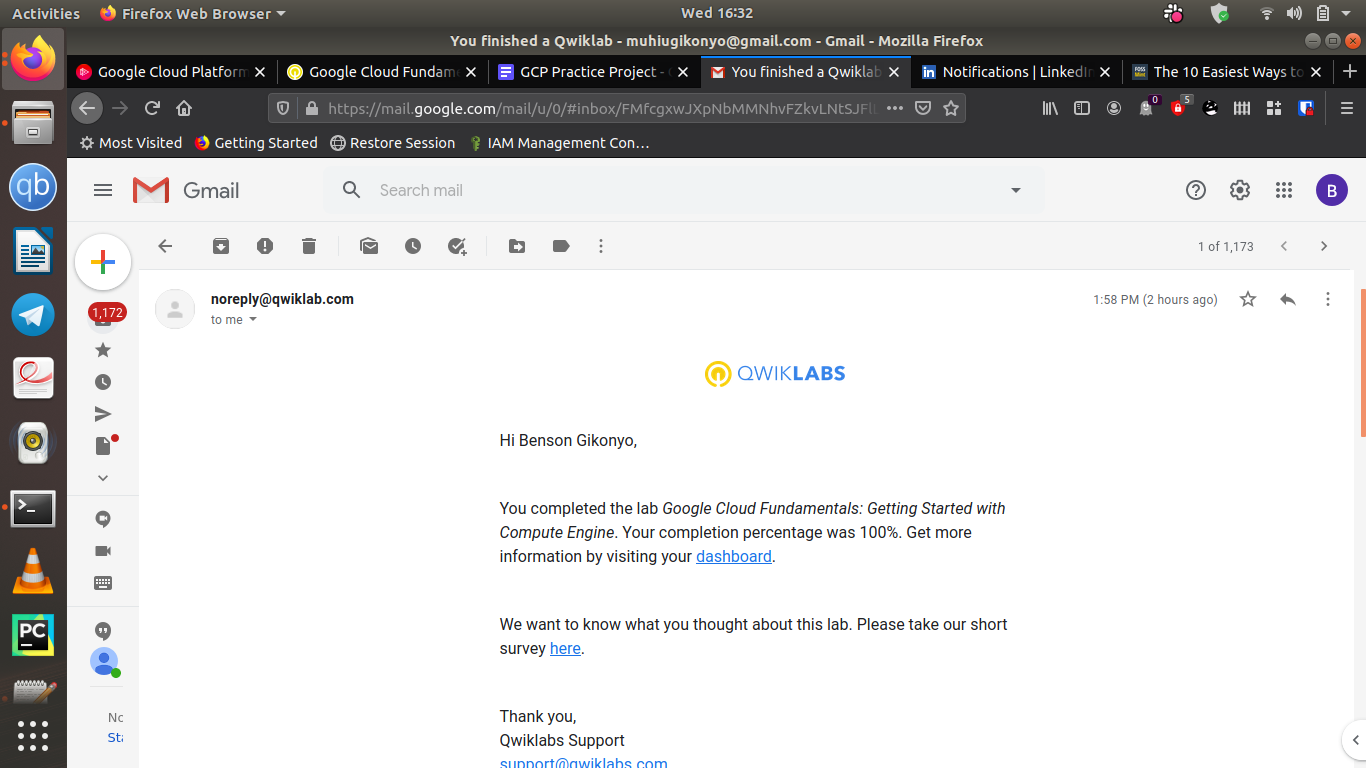 Activities
Firefox Web Browser
Wed 16:32
You finished a Qwiklab - muhiugikonyo@gmail.com - Gmail - Mozilla Firefox
Google Cloud Platform
Google Cloud Fundame
GCP Practice Project -
You finished a Qwiklab
Notifications | LinkedIn
The 10 Easiest Ways to
https://mail.google.com/mail/u/0/#inbox/FMfcgxwJXpNbMMNhvFZkvLNtSJFl
0
5
Most Visited
Getting Started
Restore Session
IAM Management Con…
Gmail
Search mail
B
1 of 1,173
1,172
noreply@qwiklab.com
1:58 PM (2 hours ago)
to me
QWIKLABS
Hi Benson Gikonyo,
You completed the lab Google Cloud Fundamentals: Getting Started with
Compute Engine. Your completion percentage was 100%. Get more
information by visiting your dashboard.
We want to know what you thought about this lab. Please take our short
survey here.
Thank you,
Qwiklabs Support
support@qwiklabs.com
qb
PC